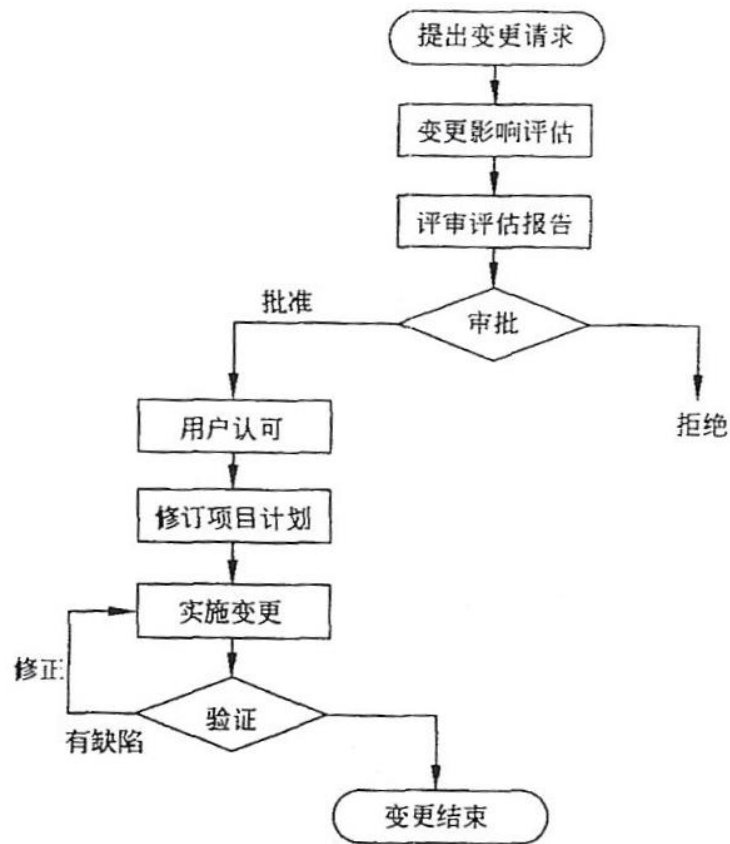 提出变更请求
变更影响评估
评审评估报告
批准
审批
拒绝
用户认可
修订项目计划
实施变更
修正
验证
有缺陷
变更结束